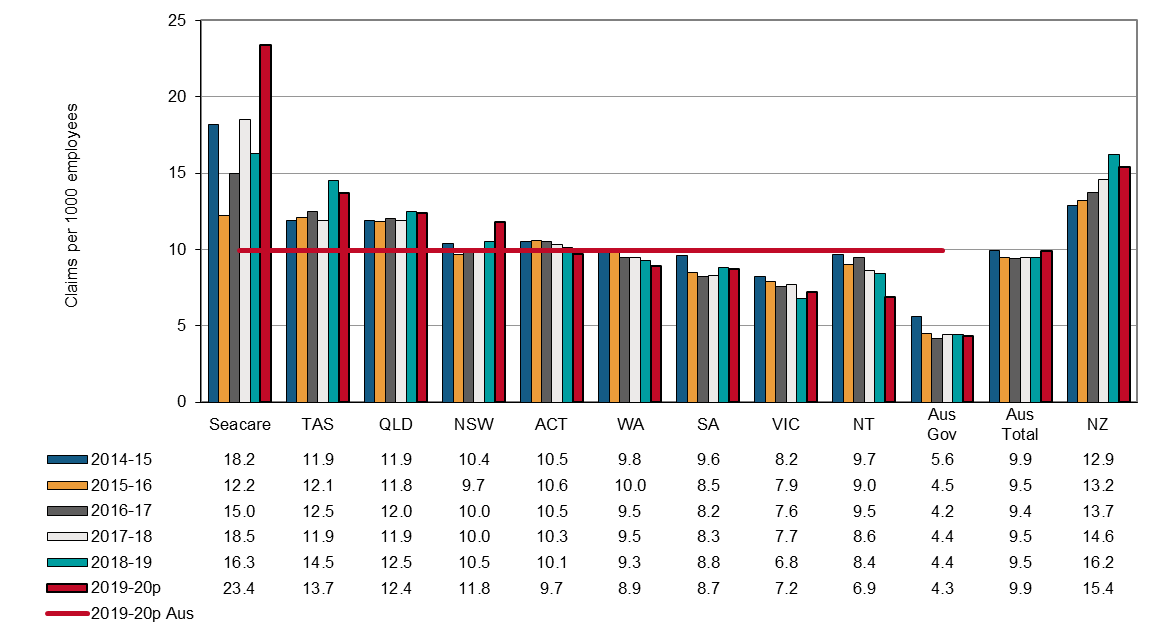 25
20
15
10
5
0
Claims per 1000 employees
Seacare TAS QLD NSW ACT WA SA VIC NT Aus Gov Aus Total NZ
2014-15 18.2 11.9 11.9 10.4 10.5 9.8 9.6 8.2 9.7 5.6 9.9 12.9
2015-16 12.2 12.1 11.8 9.7 10.6 10.0 8.5 7.9 9.0 4.5 9.5 13.2
2016-17 15.0 12.5 12.0 10.0 10.5 9.5 8.2 7.6 9.5 4.2 9.4 13.7
2017-18 18.5 11.9 11.9 10.0 10.3 9.5 8.3 7.7 8.6 4.4 9.5 14.6
2018-19 16.3 14.5 12.5 10.5 10.1 9.3 8.8 6.8 8.4 4.4 9.5 16.2
2019-20p 23.4 13.7 12.4 11.8 9.7 8.9 8.7 7.2 6.9 4.3 9.9 15.4
2019-20p Aus